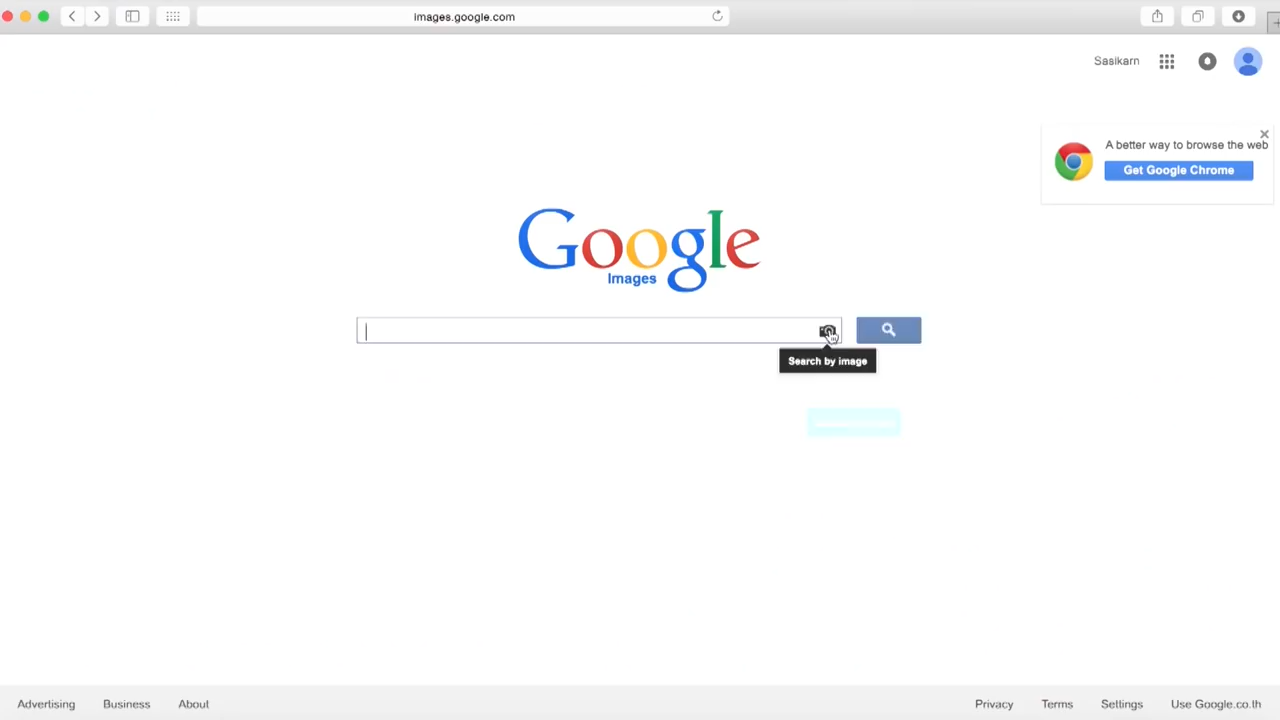 images.google.com
Sasikarn
A better way to browse the web
Get Google Chrome
Google
Images
Search by image
Advertising
Business
About
Privacy
Terms
Settings
Use Google.co.th